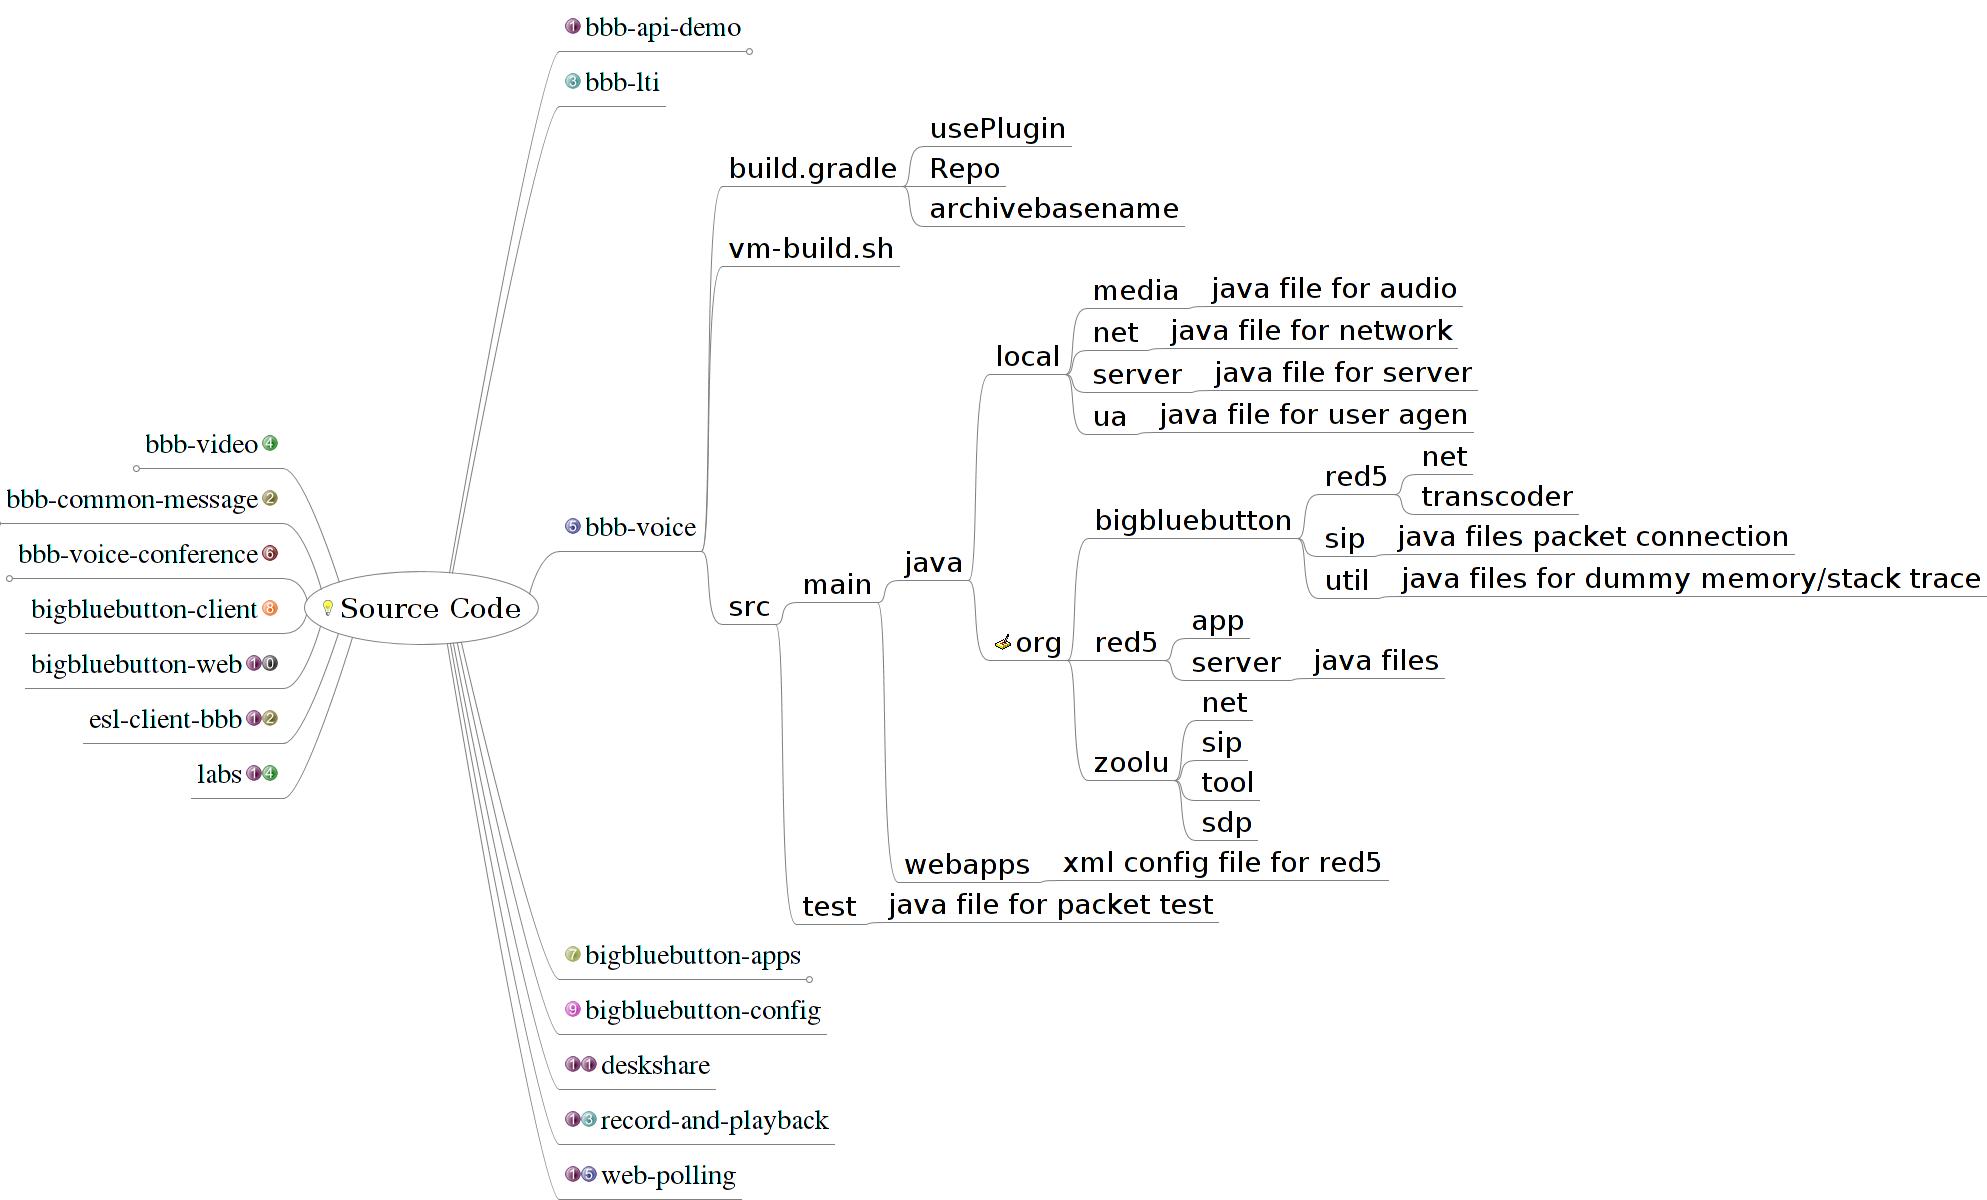 1 bbb-api-demo
3 bbb-lti
usePlugin
build.gradle
Repo
archivebasename
vm-build.sh
media java file for audio
net java file for network
local
server java file for server
ua java file for user agen
net
red5
transcoder
bigbluebutton
sip java files packet connection
util java files for dummy memory/stack trace
5 bbb-voice
java
main
src
app
org red5
server java files
net
sip
zoolu
tool
sdp
webapps xml config file for red5
test java file for packet test
7 bigbluebutton-apps
9 bigbluebutton-config
11 deskshare
13 record-and-playback
15 web-polling
Source Code
bbb-video 4
bbb-common-message 2
bbb-voice-conference 6
bigbluebutton-client 8
bigbluebutton-web 10
esl-client-bbb 12
labs 14